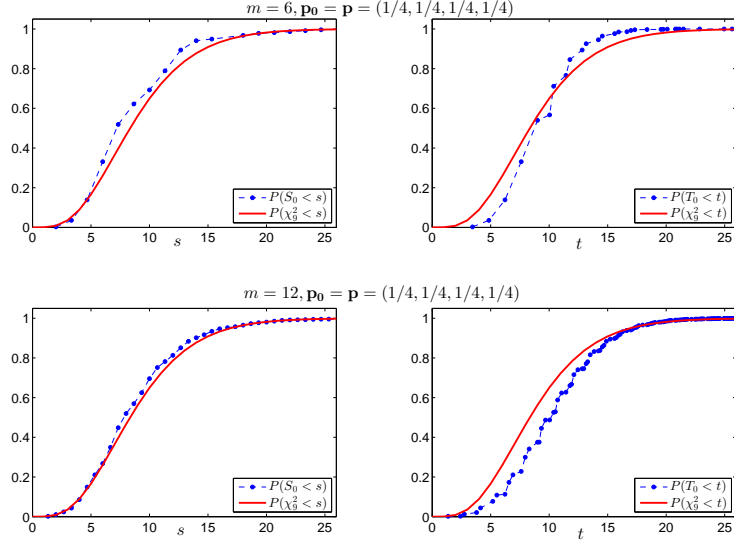 m = 6, p₀ = p = (1/4, 1/4, 1/4, 1/4)
1
0.8
0.6
0.4
0.2
0
0 5 10 15 20 25
s
P(S₀ < s)
P(χ²₉ < s)
1
0.8
0.6
0.4
0.2
0
0 5 10 15 20 25
t
P(T₀ < t)
P(χ²₉ < t)
m = 12, p₀ = p = (1/4, 1/4, 1/4, 1/4)
1
0.8
0.6
0.4
0.2
0
0 5 10 15 20 25
s
P(S₀ < s)
P(χ²₉ < s)
1
0.8
0.6
0.4
0.2
0
0 5 10 15 20 25
t
P(T₀ < t)
P(χ²₉ < t)